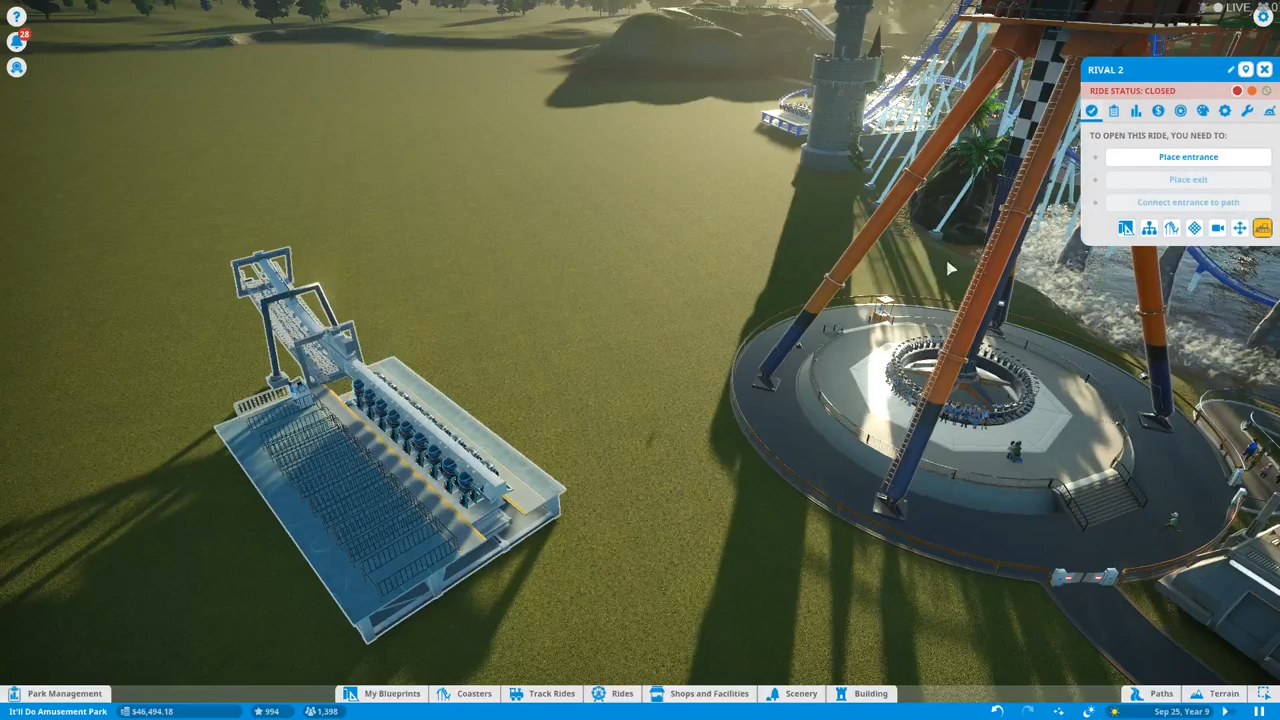 LIVE
28
RIVAL 2
RIDE STATUS: CLOSED
TO OPEN THIS RIDE, YOU NEED TO:
Place entrance
Place exit
Connect entrance to path
Park Management
My Blueprints
Coasters
Track Rides
Rides
Shops and Facilities
Scenery
Building
Paths
Terrain
It'll Do Amusement Park
$46,494.18
994
1,398
Sep 25, Year 9